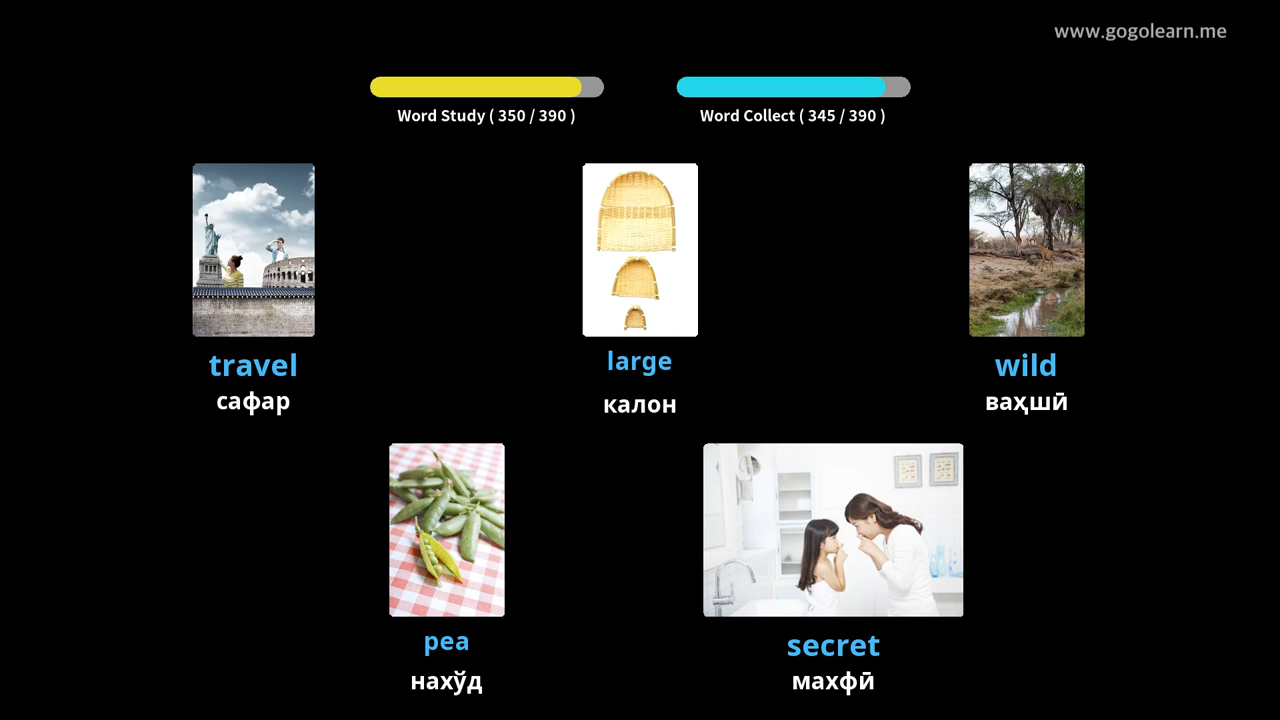 www.gogolearn.me
Word Study ( 350 / 390 )
Word Collect ( 345 / 390 )
travel
сафар
large
калон
wild
ваҳшӣ
pea
нахӯд
secret
махфӣ